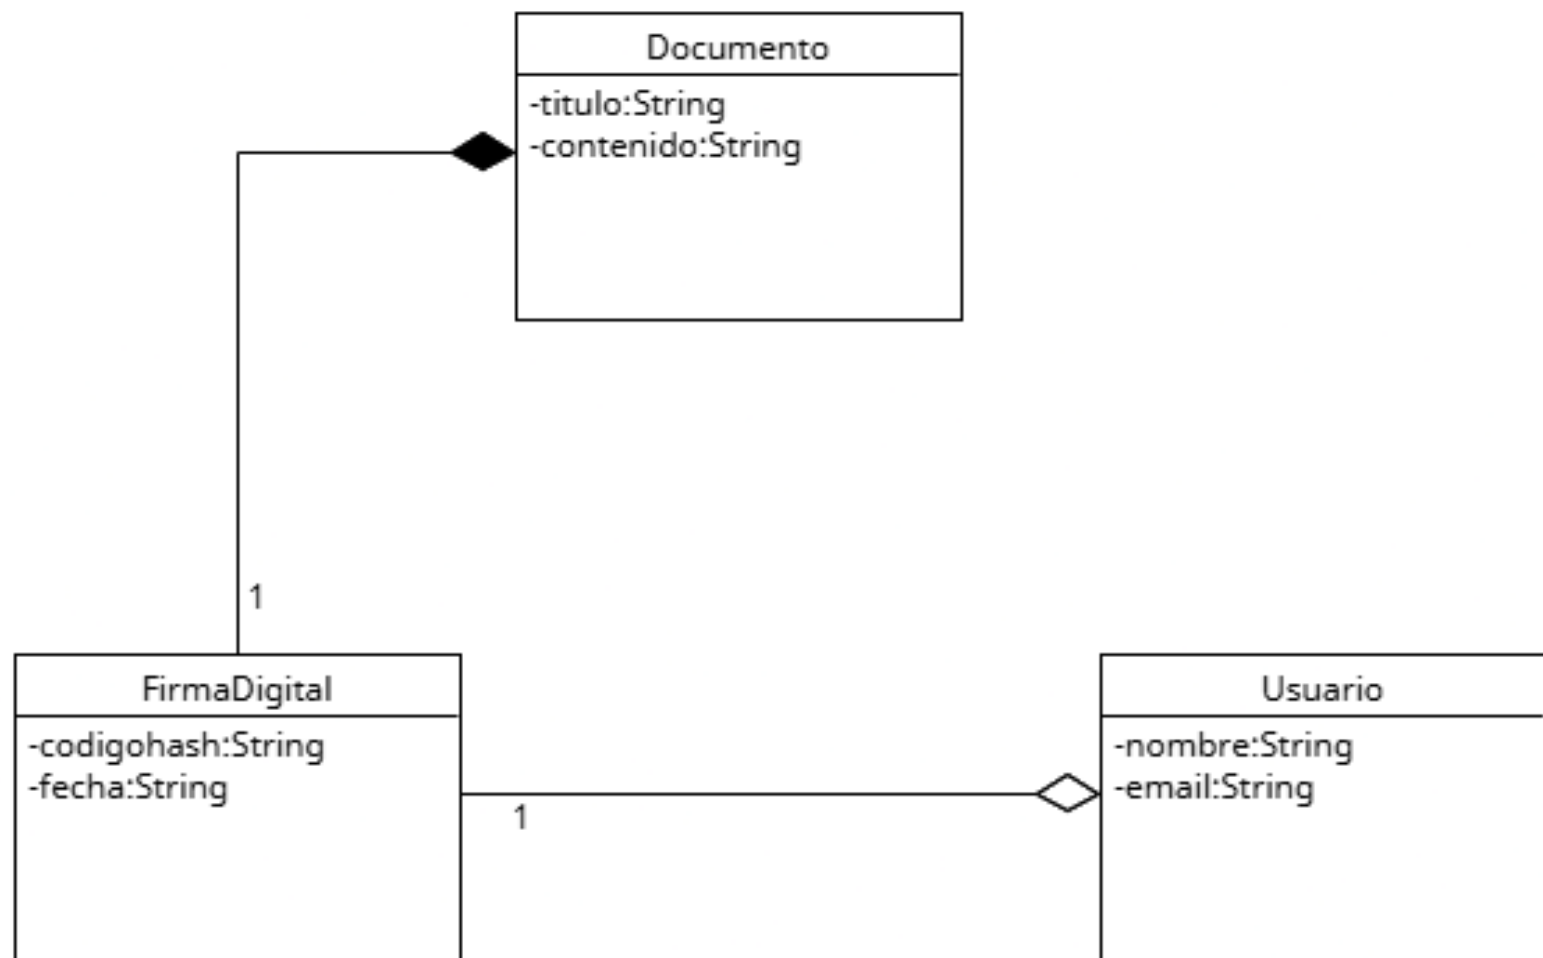 Documento
-titulo:String
-contenido:String
1
FirmaDigital
-codigohash:String
-fecha:String
1
Usuario
-nombre:String
-email:String